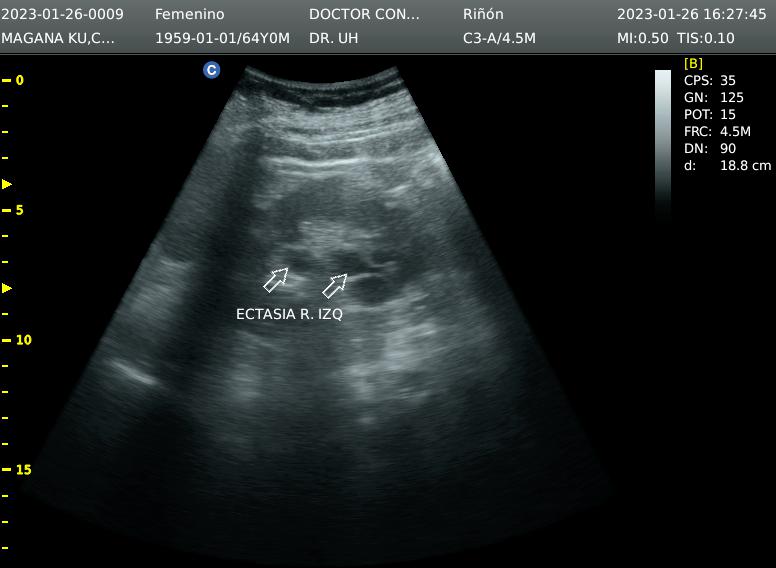 2023-01-26-0009 Femenino DOCTOR CON... Riñón 2023-01-26 16:27:45
MAGANA KU,C... 1959-01-01/64Y0M DR. UH C3-A/4.5M MI:0.50 TIS:0.10
C
[B]
CPS: 35
GN: 125
POT: 15
FRC: 4.5M
DN: 90
d: 18.8 cm
0
5
ECTASIA R. IZQ
10
15